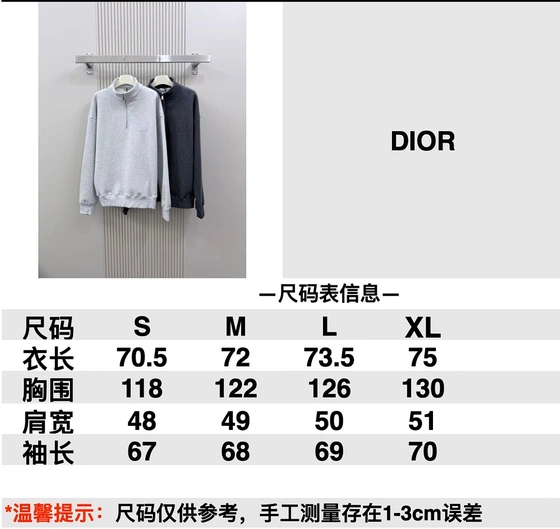 DIOR
—尺码表信息—
尺码 S M L XL
衣长 70.5 72 73.5 75
胸围 118 122 126 130
肩宽 48 49 50 51
袖长 67 68 69 70
*温馨提示：尺码仅供参考，手工测量存在1-3cm误差